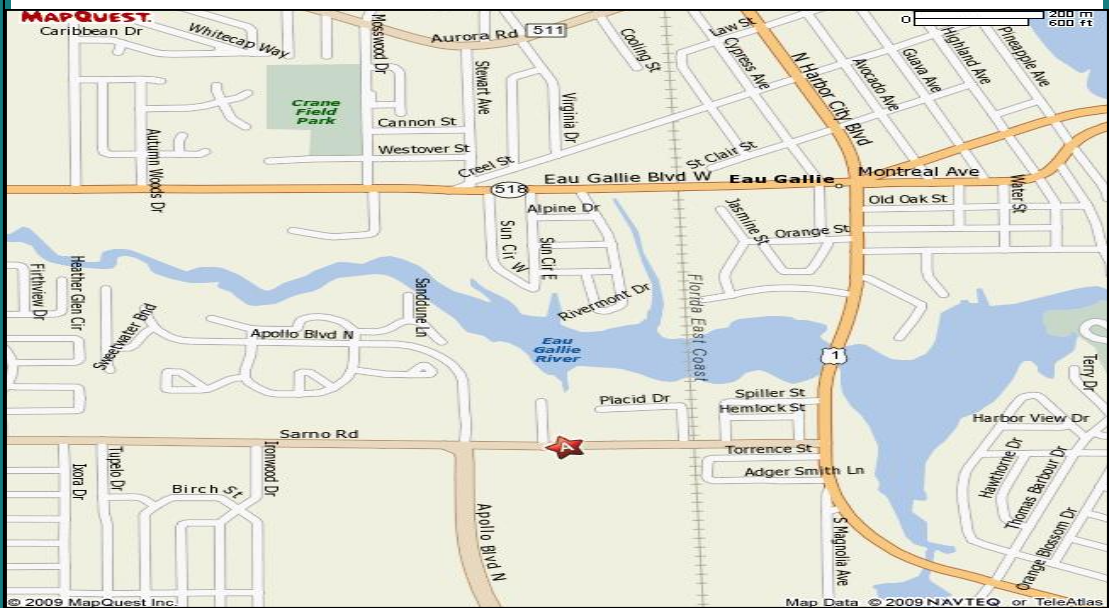 MAPQUEST.
Caribbean Dr
Whitecap Way
Mosswood Dr
Aurora Rd
511
Cooling St
Law St
Cypress Ave
N Harbor City Blvd
Avocado Ave
Guava Ave
Highland Ave
Pineapple Ave
0
200 m
600 ft
Crane
Field
Park
Stewart Ave
Virginia Dr
Cannon St
Westover St
Autumn Woods Dr
Creel St
St Clair St
518
Eau Gallie Blvd W
Eau Gallie
Montreal Ave
Old Oak St
Water St
Alpine Dr
Jasmine St
Orange St
Sun Cir W
Sun Cir E
Firthview Dr
Heather Glen Cir
Sanddune Ln
Rivermont Dr
Florida East Coast
Sweetwater Bnd
Apollo Blvd N
Eau
Gallie
River
1
Terry Dr
Placid Dr
Spiller St
Hemlock St
Harbor View Dr
Sarno Rd
A
Torrence St
Adger Smith Ln
Ixora Dr
Tupelo Dr
Ironwood Dr
Birch St
Hawthorne Dr
Thomas Barbour Dr
Apollo Blvd N
S Magnolia Ave
Orange Blossom Dr
© 2009 MapQuest Inc.
Map Data © 2009 NAVTEQ or TeleAtlas